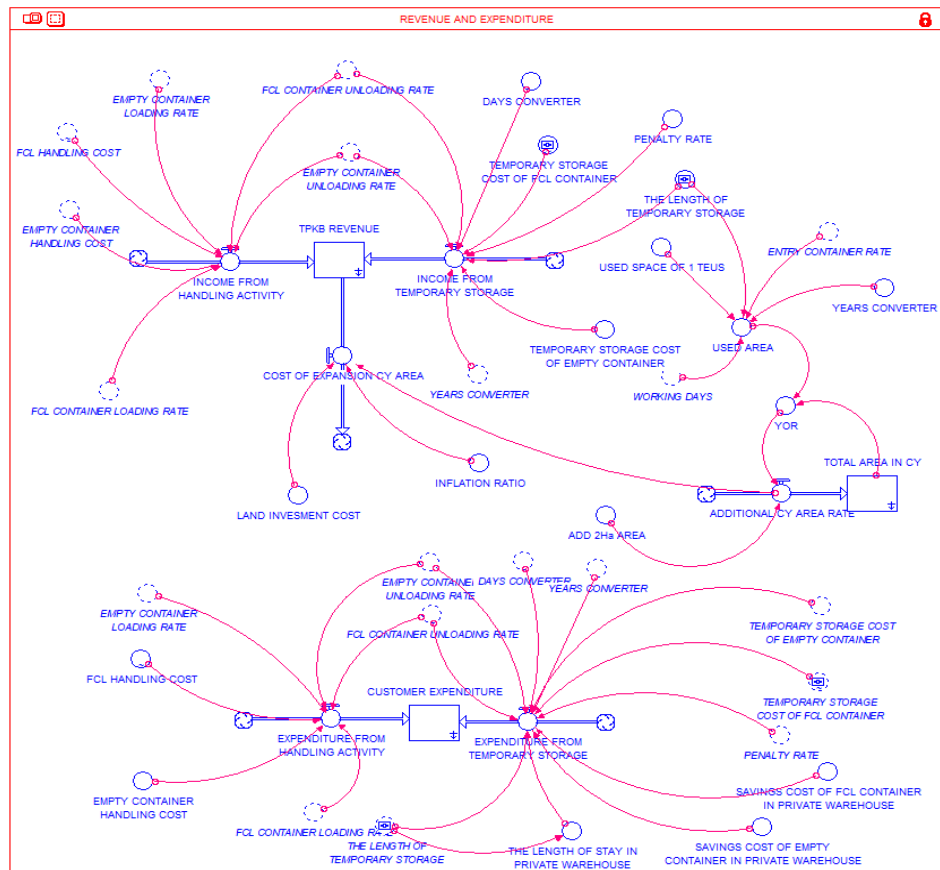 REVENUE AND EXPENDITURE
EMPTY CONTAINER
LOADING RATE
FCL CONTAINER UNLOADING RATE
DAYS CONVERTER
PENALTY RATE
FCL HANDLING COST
EMPTY CONTAINER
UNLOADING RATE
TEMPORARY STORAGE
COST OF FCL CONTAINER
THE LENGTH OF
TEMPORARY STORAGE
EMPTY CONTAINER
HANDLING COST
TPKB REVENUE
USED SPACE OF 1 TEUS
ENTRY CONTAINER RATE
INCOME FROM
HANDLING ACTIVITY
INCOME FROM
TEMPORARY STORAGE
YEARS CONVERTER
TEMPORARY STORAGE COST
OF EMPTY CONTAINER
USED AREA
COST OF EXPANSION CY AREA
YEARS CONVERTER
WORKING DAYS
FCL CONTAINER LOADING RATE
YOR
TOTAL AREA IN CY
INFLATION RATIO
LAND INVESMENT COST
ADDITIONAL CY AREA RATE
ADD 2Ha AREA
EMPTY CONTAINER
UNLOADING RATE
DAYS CONVERTER
YEARS CONVERTER
EMPTY CONTAINER
LOADING RATE
FCL CONTAINER UNLOADING RATE
TEMPORARY STORAGE COST
OF EMPTY CONTAINER
FCL HANDLING COST
CUSTOMER EXPENDITURE
TEMPORARY STORAGE
COST OF FCL CONTAINER
EXPENDITURE FROM
HANDLING ACTIVITY
EXPENDITURE FROM
TEMPORARY STORAGE
PENALTY RATE
EMPTY CONTAINER
HANDLING COST
SAVINGS COST OF FCL CONTAINER
IN PRIVATE WAREHOUSE
FCL CONTAINER LOADING RATE
THE LENGTH OF
TEMPORARY STORAGE
THE LENGTH OF STAY IN
PRIVATE WAREHOUSE
SAVINGS COST OF EMPTY
CONTAINER IN PRIVATE WAREHOUSE